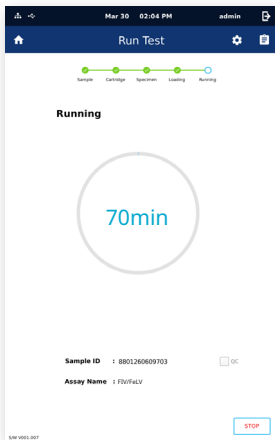 Mar 30 02:04 PM admin
Run Test
Sample Cartridge Specimen Loading Running
Running
70min
Sample ID : 8801260609703 QC
Assay Name : FIV/FeLV
STOP
S/W V001.007